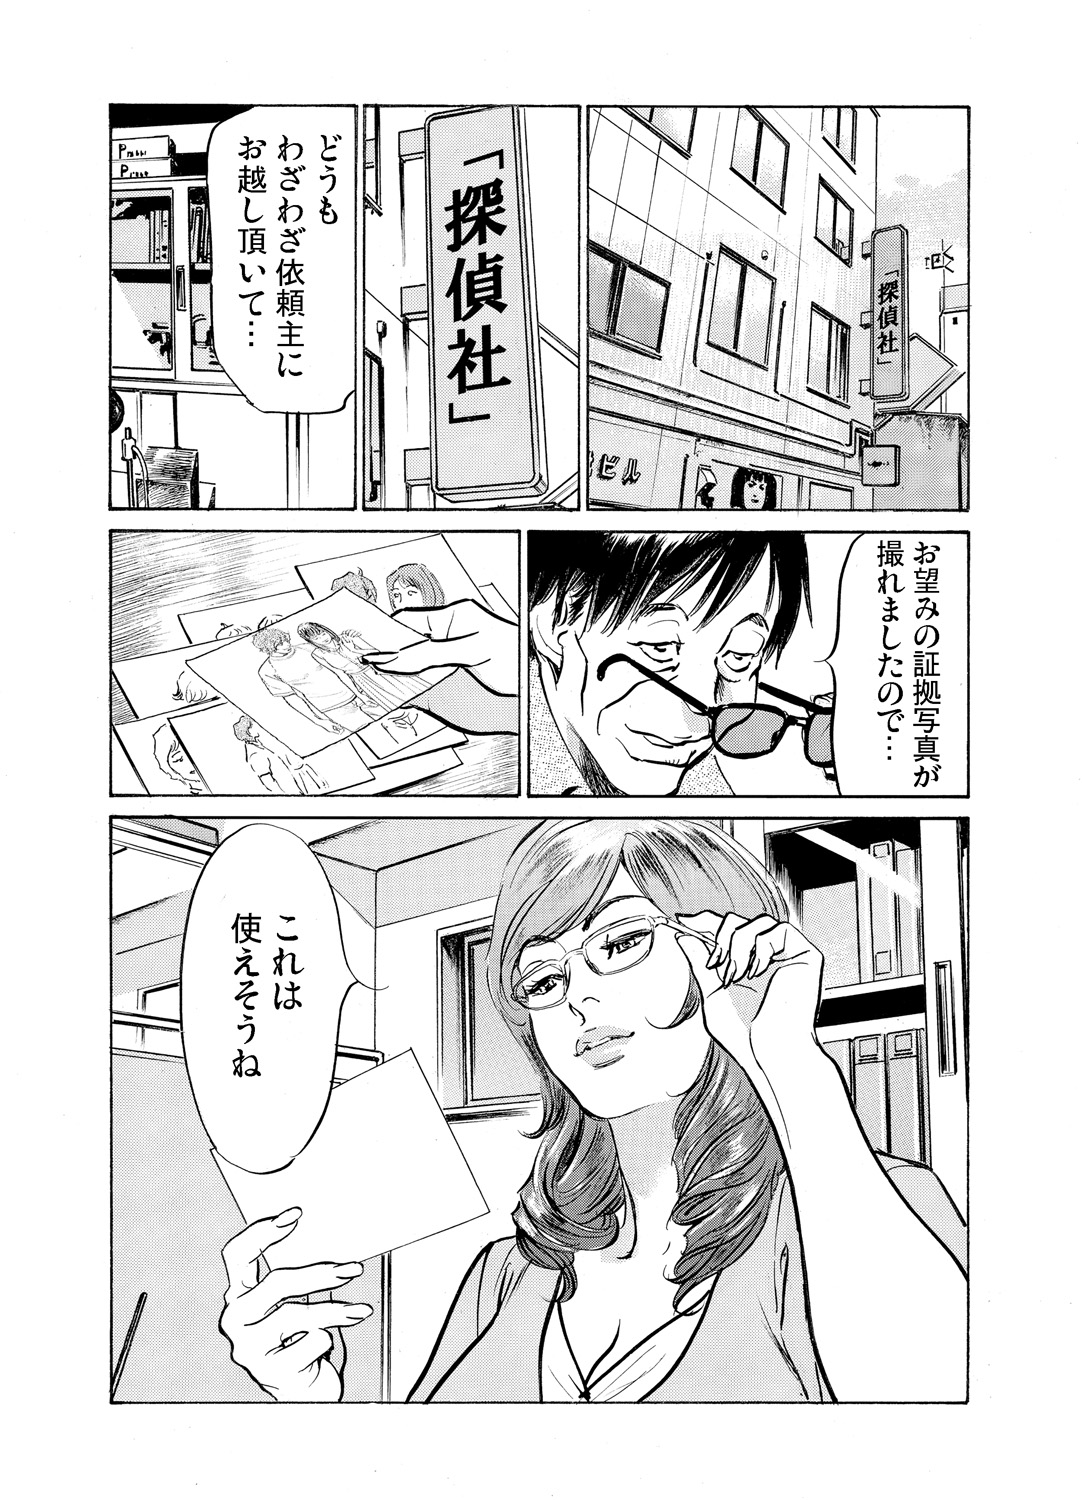 「探偵社」
ビル
「探偵社」
どうも
わざわざ依頼主に
お越し頂いて…
お望みの証拠写真が
撮れましたので…
これは
使えそうね